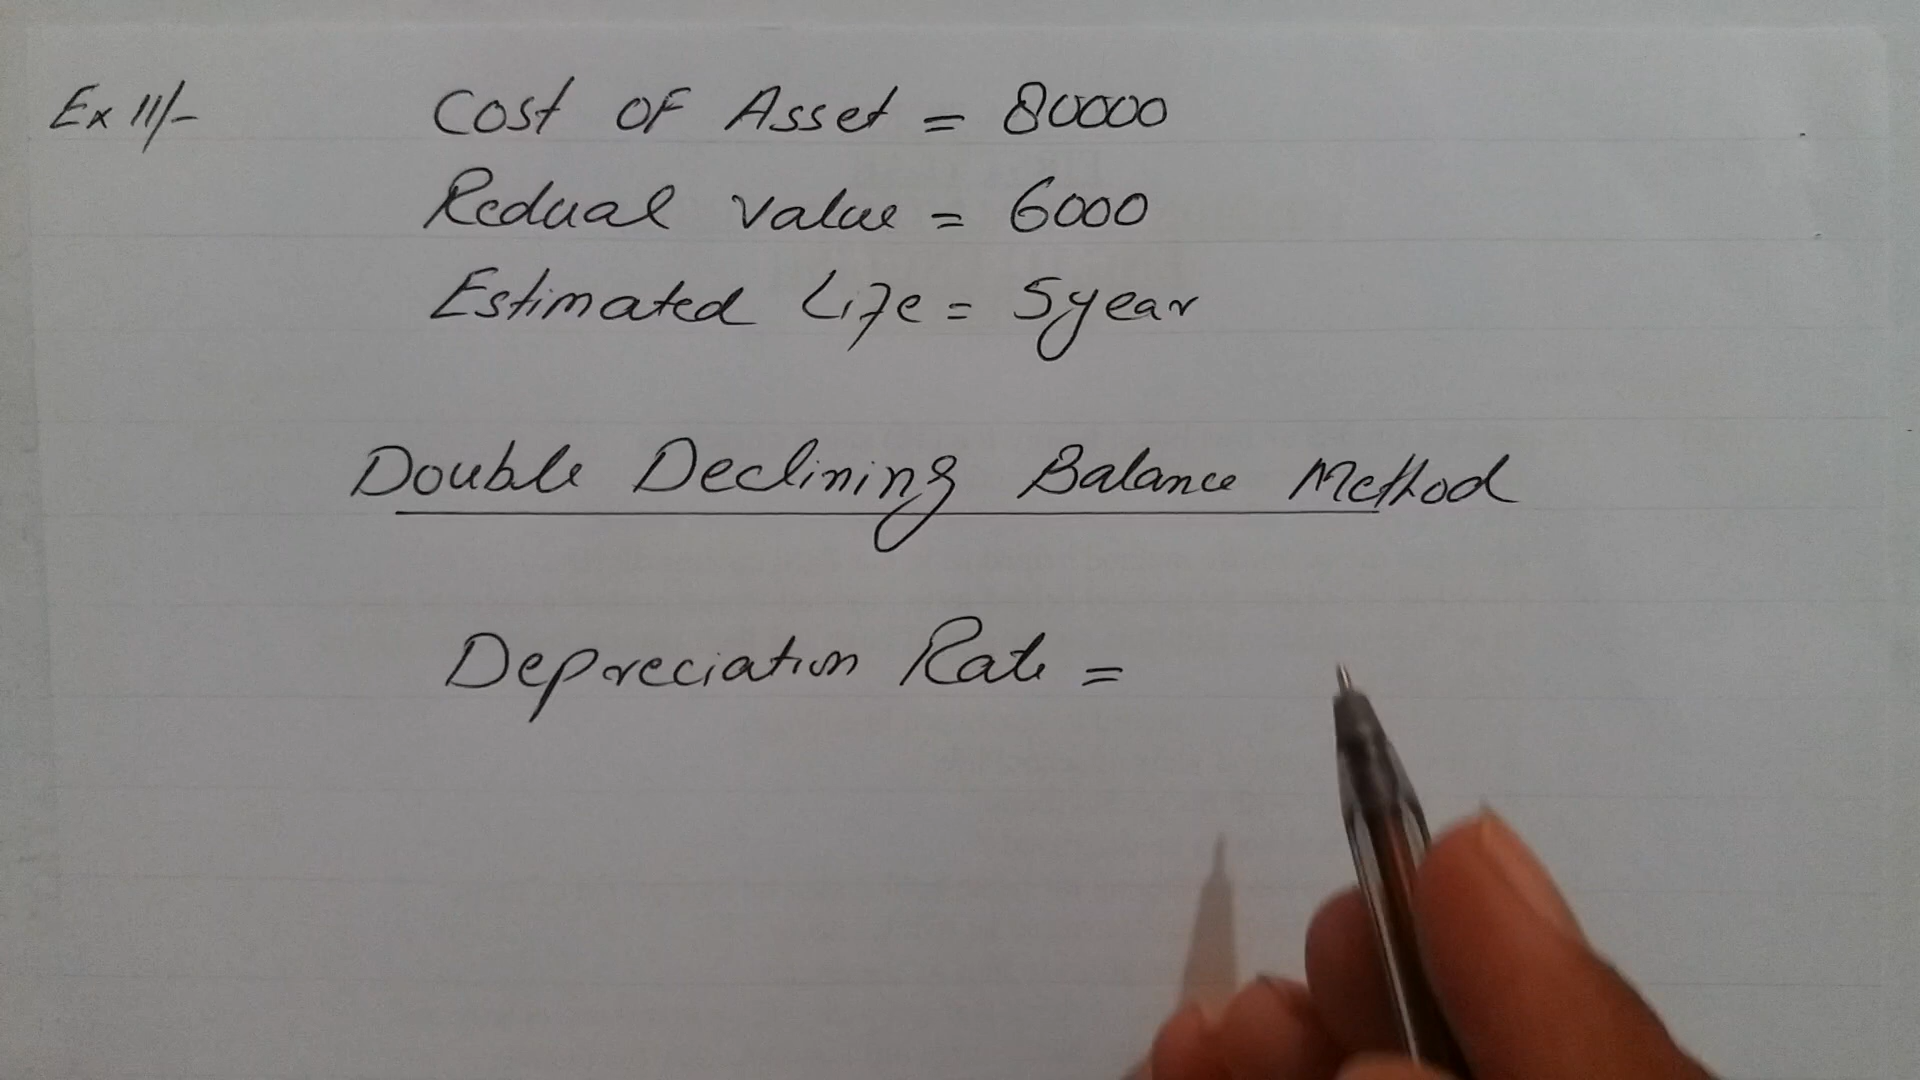 Ex 11/-
Cost OF Asset = 80000
Redual value = 6000
Estimated Life = 5year
Double Declining Balance Method
Depreciation Rate =